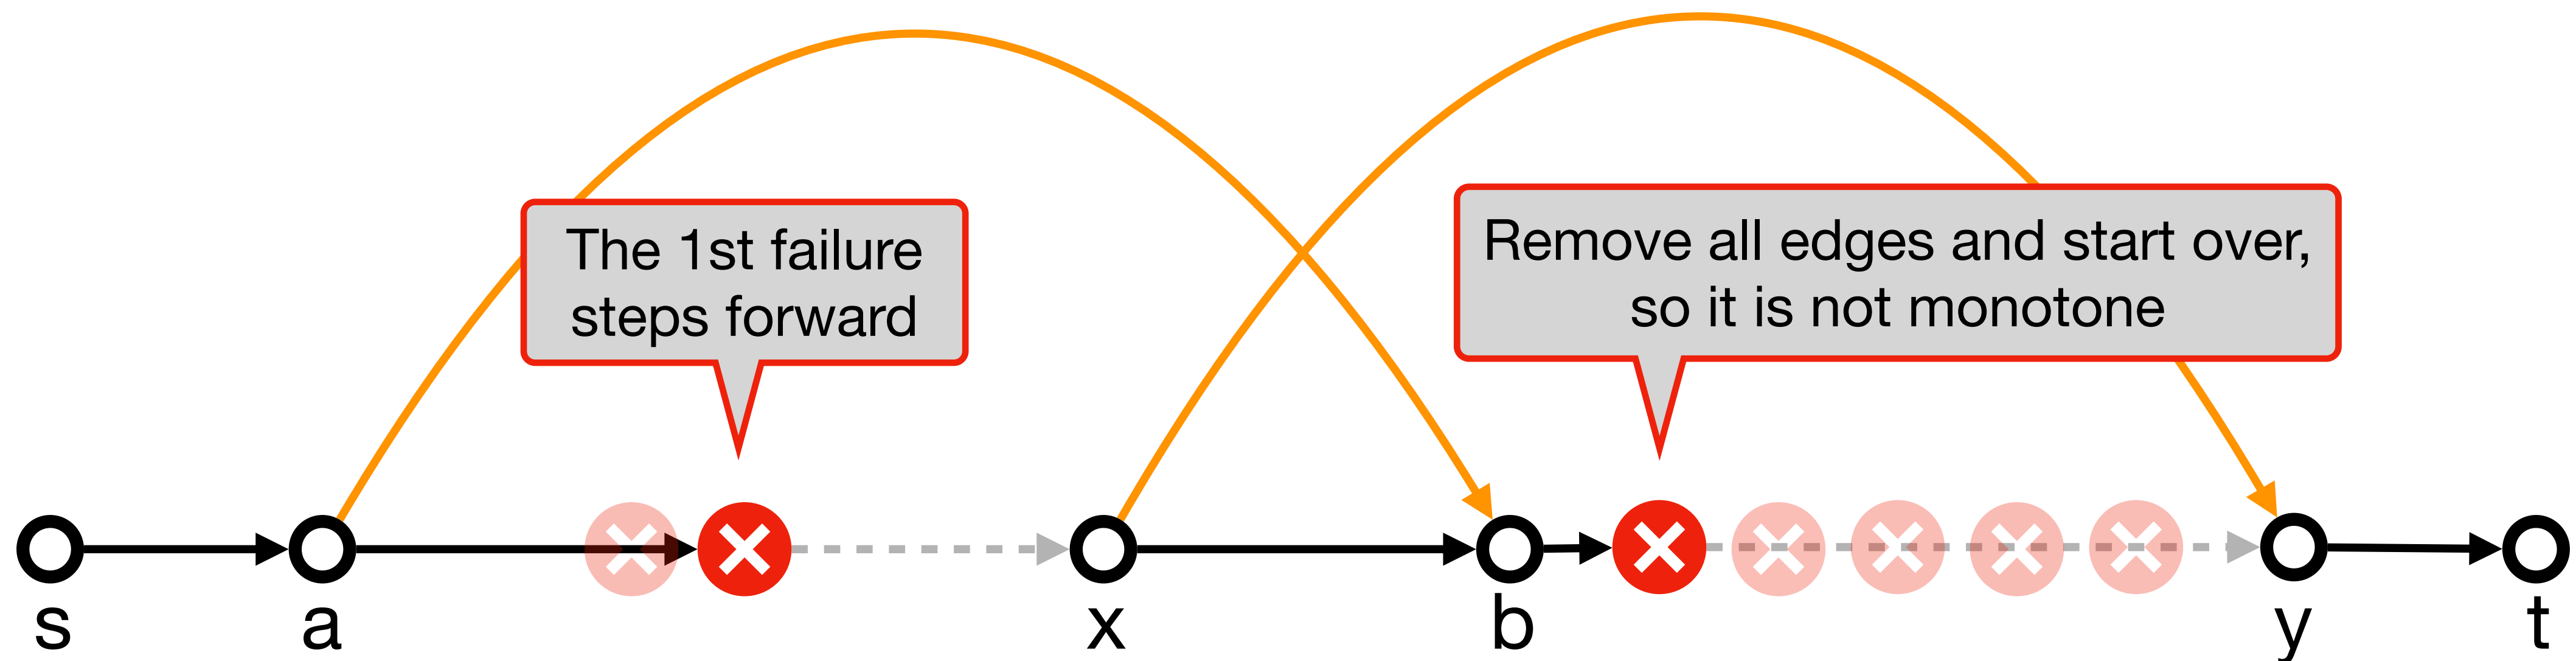 The 1st failure
steps forward
Remove all edges and start over,
so it is not monotone
s a x b y t